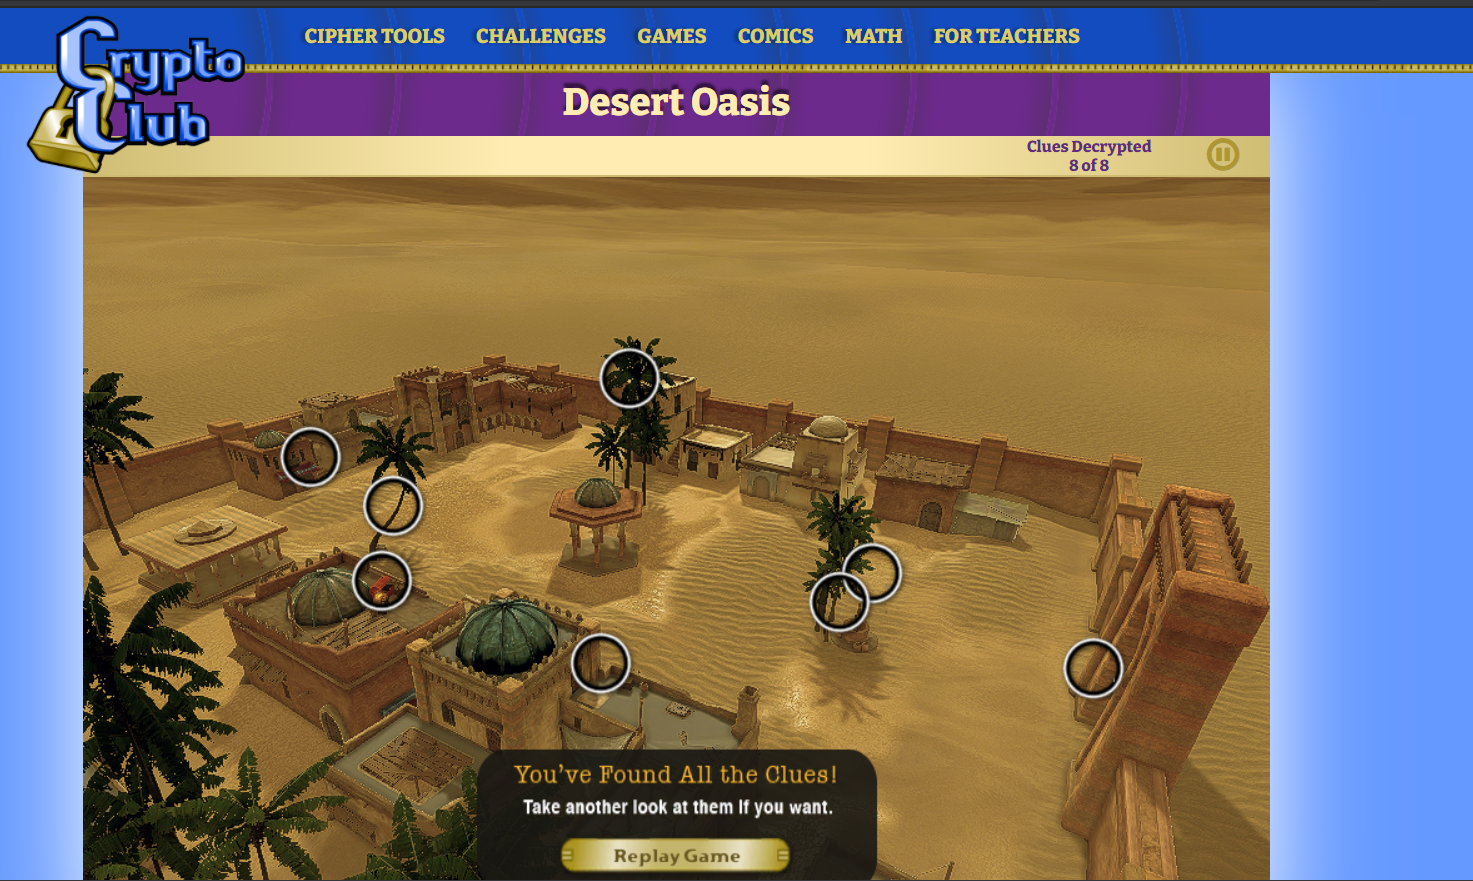 Crypto
Club
CIPHER TOOLS CHALLENGES GAMES COMICS MATH FOR TEACHERS
Desert Oasis
Clues Decrypted
8 of 8
You've Found All the Clues!
Take another look at them If you want.
Replay Game